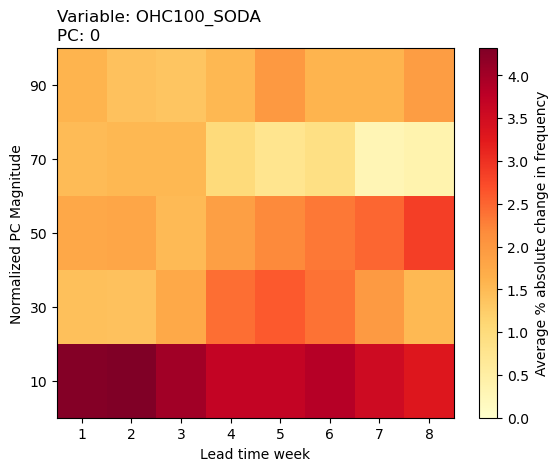 Variable: OHC100_SODA
PC: 0
Normalized PC Magnitude
90
70
50
30
10
1 2 3 4 5 6 7 8
Lead time week
4.0
3.5
3.0
2.5
2.0
1.5
1.0
0.5
0.0
Average % absolute change in frequency